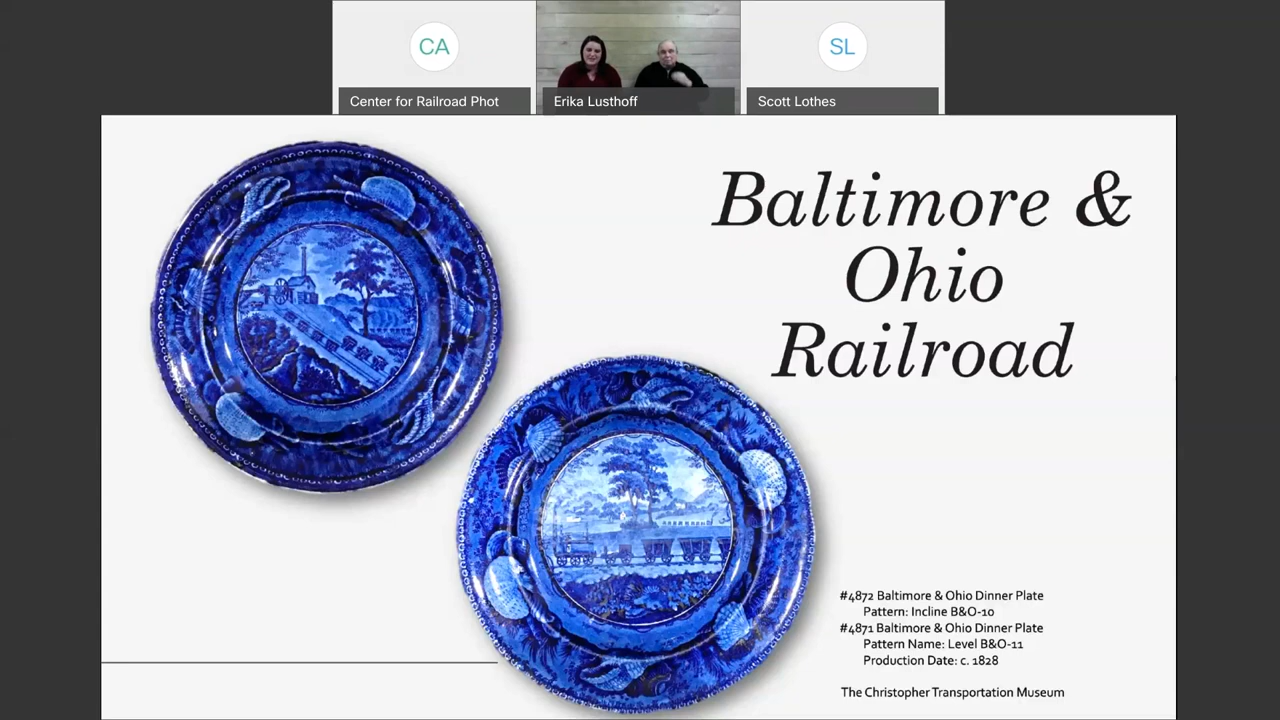 CA
SL
Center for Railroad Phot
Erika Lusthoff
Scott Lothes
Baltimore &
Ohio
Railroad
#4872 Baltimore & Ohio Dinner Plate
Pattern: Incline B&O-10
#4871 Baltimore & Ohio Dinner Plate
Pattern Name: Level B&O-11
Production Date: c. 1828
The Christopher Transportation Museum